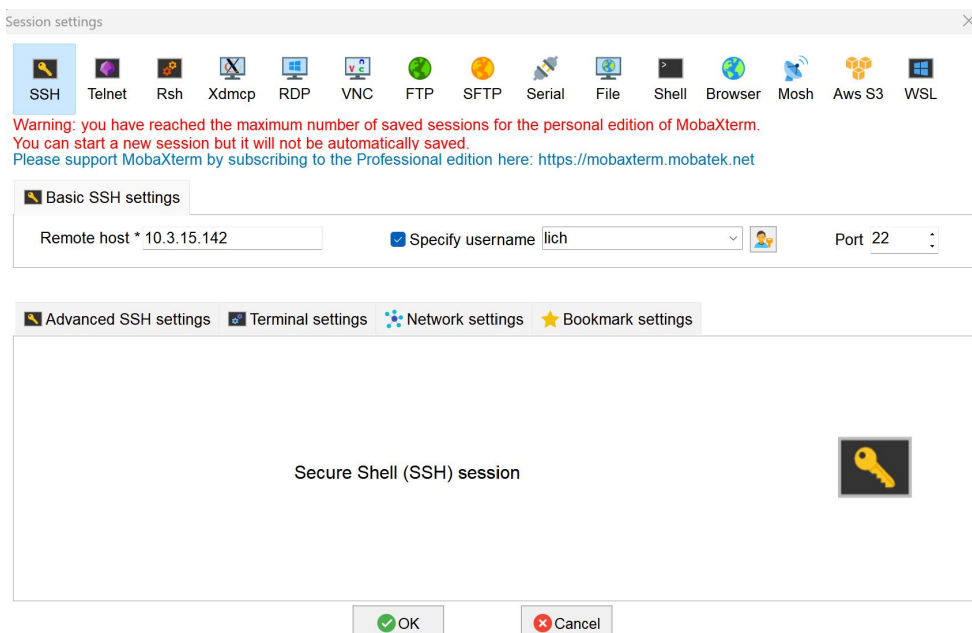 Session settings
SSH Telnet Rsh Xdmcp RDP VNC FTP SFTP Serial File Shell Browser Mosh Aws S3 WSL
Warning: you have reached the maximum number of saved sessions for the personal edition of MobaXterm.
You can start a new session but it will not be automatically saved.
Please support MobaXterm by subscribing to the Professional edition here: https://mobaxterm.mobatek.net
Basic SSH settings
Remote host * 10.3.15.142 Specify username lich Port 22
Advanced SSH settings Terminal settings Network settings Bookmark settings
Secure Shell (SSH) session
OK Cancel